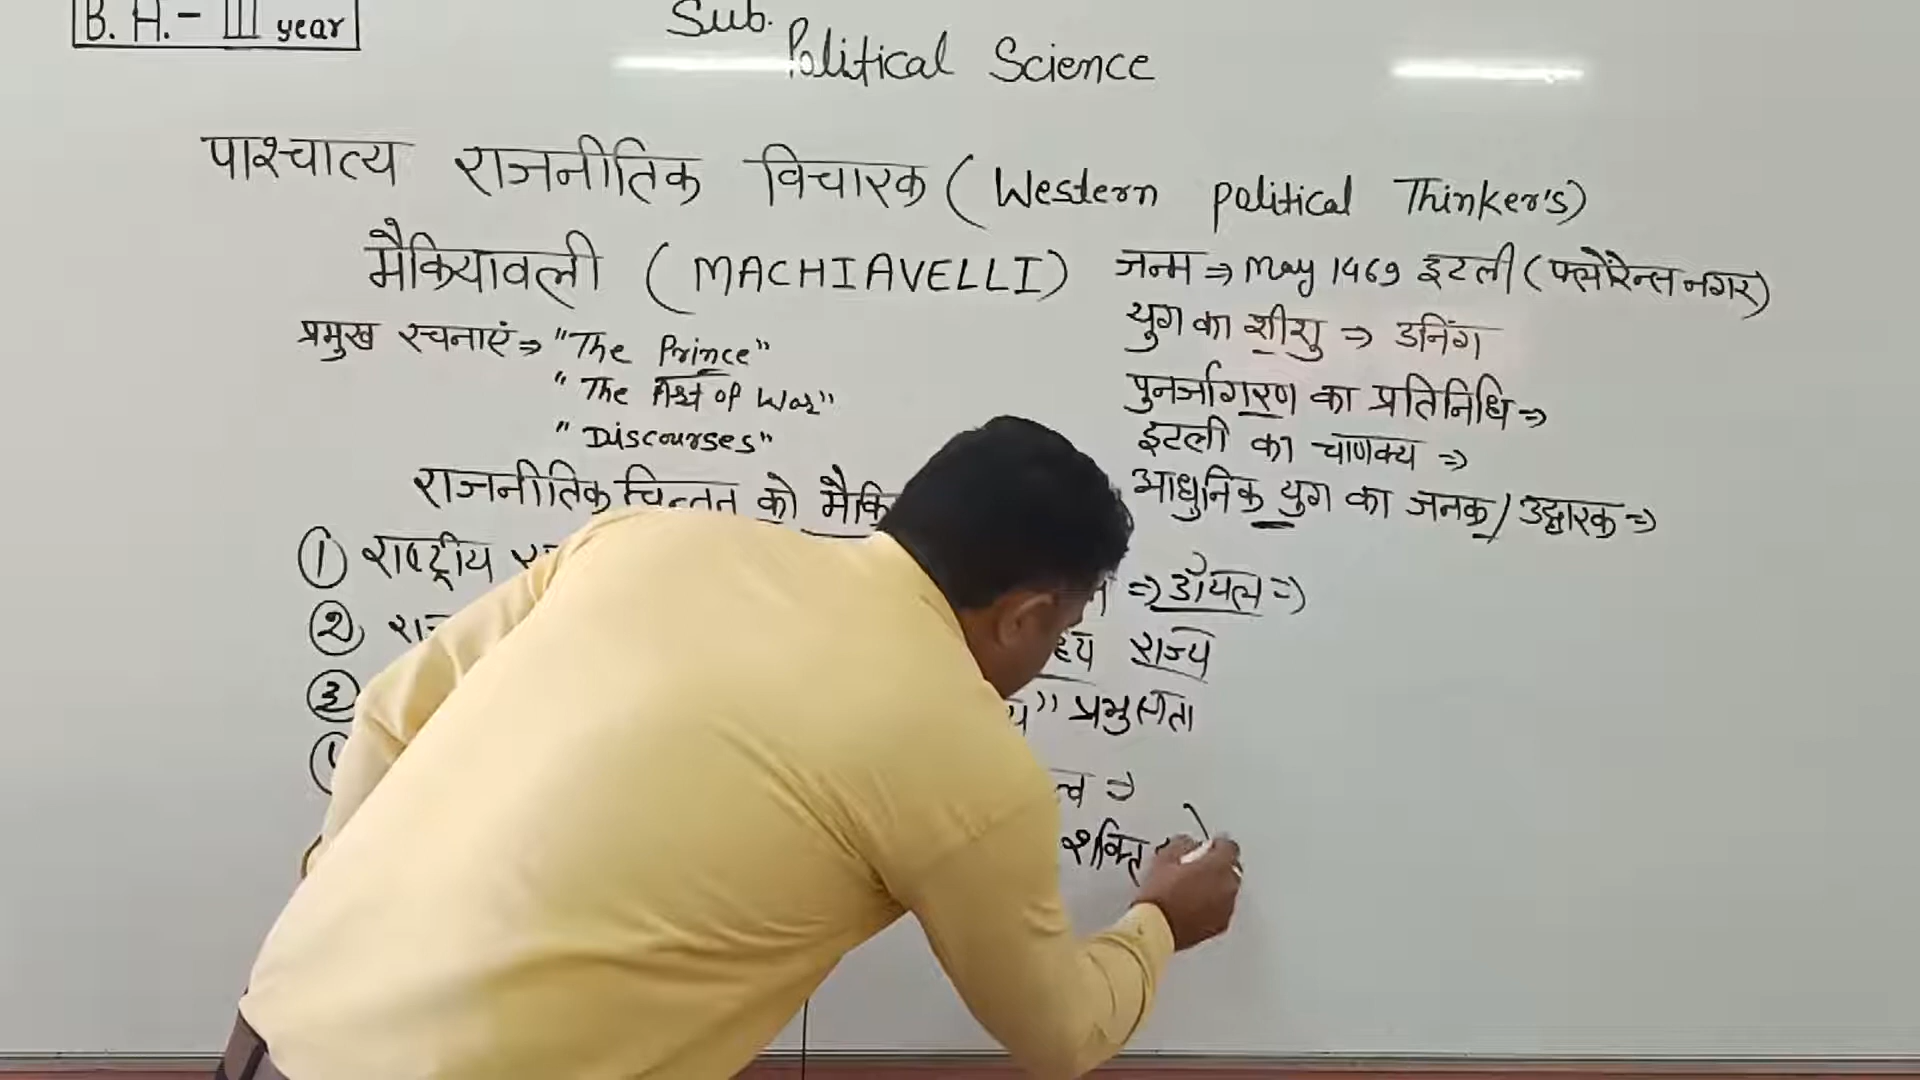 B. A. - III year
Sub. Political Science
पाश्चात्य राजनीतिक विचारक ( Western political Thinker's)
मैकियावली ( MACHIAVELLI )
जन्म ⇒ May 1469 इटली ( फ्लोरेन्स नगर )
प्रमुख रचनाएं ⇒ "The Prince"
"The Art of War"
"Discourses"
युग का शीशु ⇒ डनिंग
पुनर्जागरण का प्रतिनिधि ⇒
इटली का चाणक्य ⇒
आधुनिक युग का जनक / उद्धारक ⇒
राजनीतिक चिन्तन को
① राष्ट्रीय
②
③
⇒ डॉयल ⇒
राज्य
" प्रभुसत्ता
⇒
शक्ति